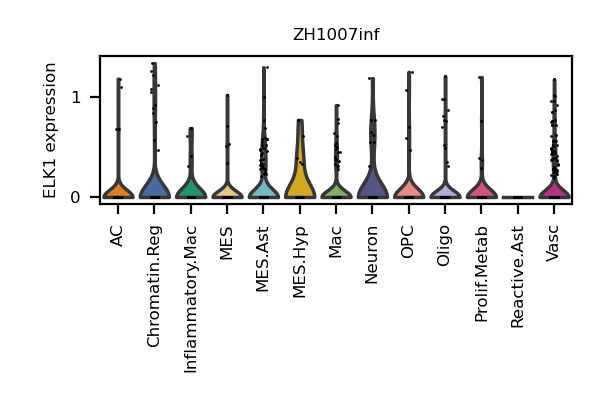 ZH1007inf
ELK1 expression
1
0
AC
Chromatin.Reg
Inflammatory.Mac
MES
MES.Ast
MES.Hyp
Mac
Neuron
OPC
Oligo
Prolif.Metab
Reactive.Ast
Vasc